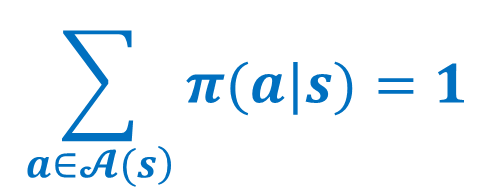 ∑ π(a|s) = 1
a∈𝒜(s)